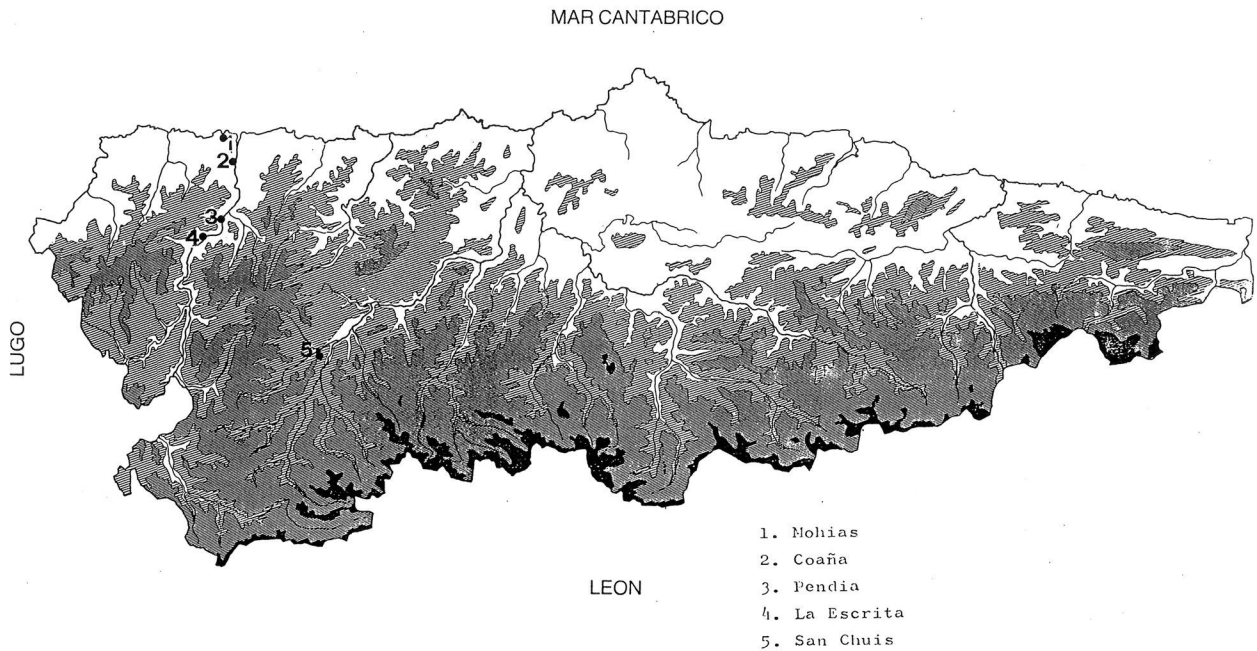 MAR CANTABRICO
1
2
3
4
5
LUGO
LEON
1. Mohias
2. Coaña
3. Pendia
4. La Escrita
5. San Chuis